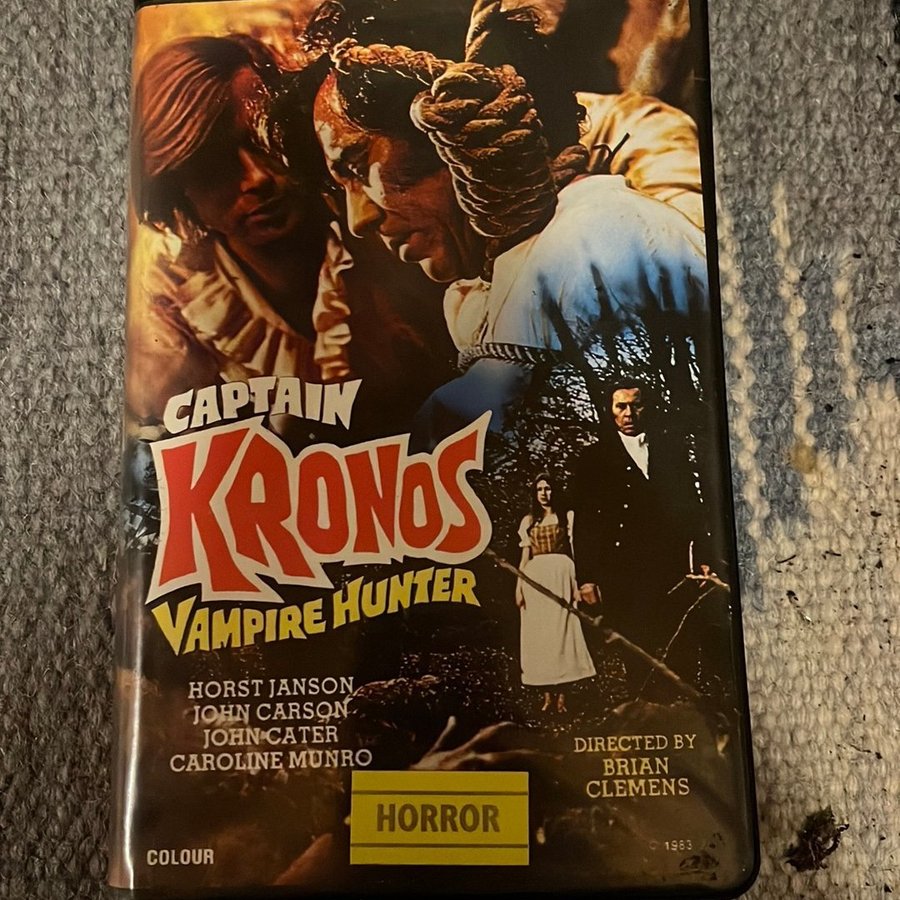 CAPTAIN
KRONOS
VAMPIRE HUNTER
HORST JANSON
JOHN CARSON
JOHN CATER
CAROLINE MUNRO
DIRECTED BY
BRIAN
CLEMENS
HORROR
COLOUR
© 1983